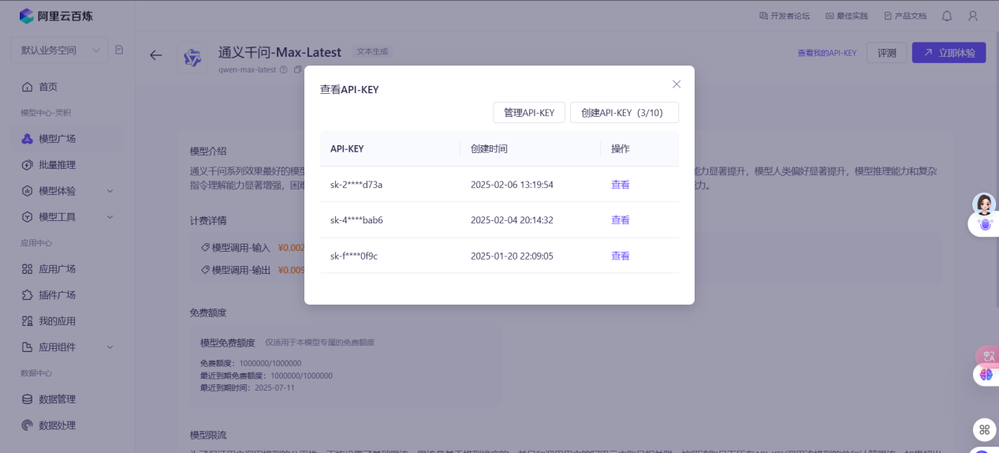 阿里云百炼
开发者论坛 最佳实践 产品文档
默认业务空间
通义千问-Max-Latest 文本生成
qwen-max-latest
查看我的API-KEY 评测 立即体验
首页
模型中心-灵积
模型广场
批量推理
模型体验
模型工具
应用中心
应用广场
插件广场
我的应用
应用组件
数据中心
数据管理
数据处理
查看API-KEY
管理API-KEY 创建API-KEY（3/10）
API-KEY 创建时间 操作
sk-2****d73a 2025-02-06 13:19:54 查看
sk-4****bab6 2025-02-04 20:14:32 查看
sk-f****0f9c 2025-01-20 22:09:05 查看
模型介绍
通义千问系列效果最好的模型 能力显著提升，模型人类偏好显著提升，模型推理能力和复杂
指令理解能力显著增强，困难 能力。
计费详情
模型调用-输入 ¥0.002
模型调用-输出 ¥0.009
免费额度
模型免费额度 仅适用于本模型专属的免费额度
免费额度：1000000/1000000
最近到期免费额度：1000000/1000000
最近到期时间：2025-07-11
模型限流